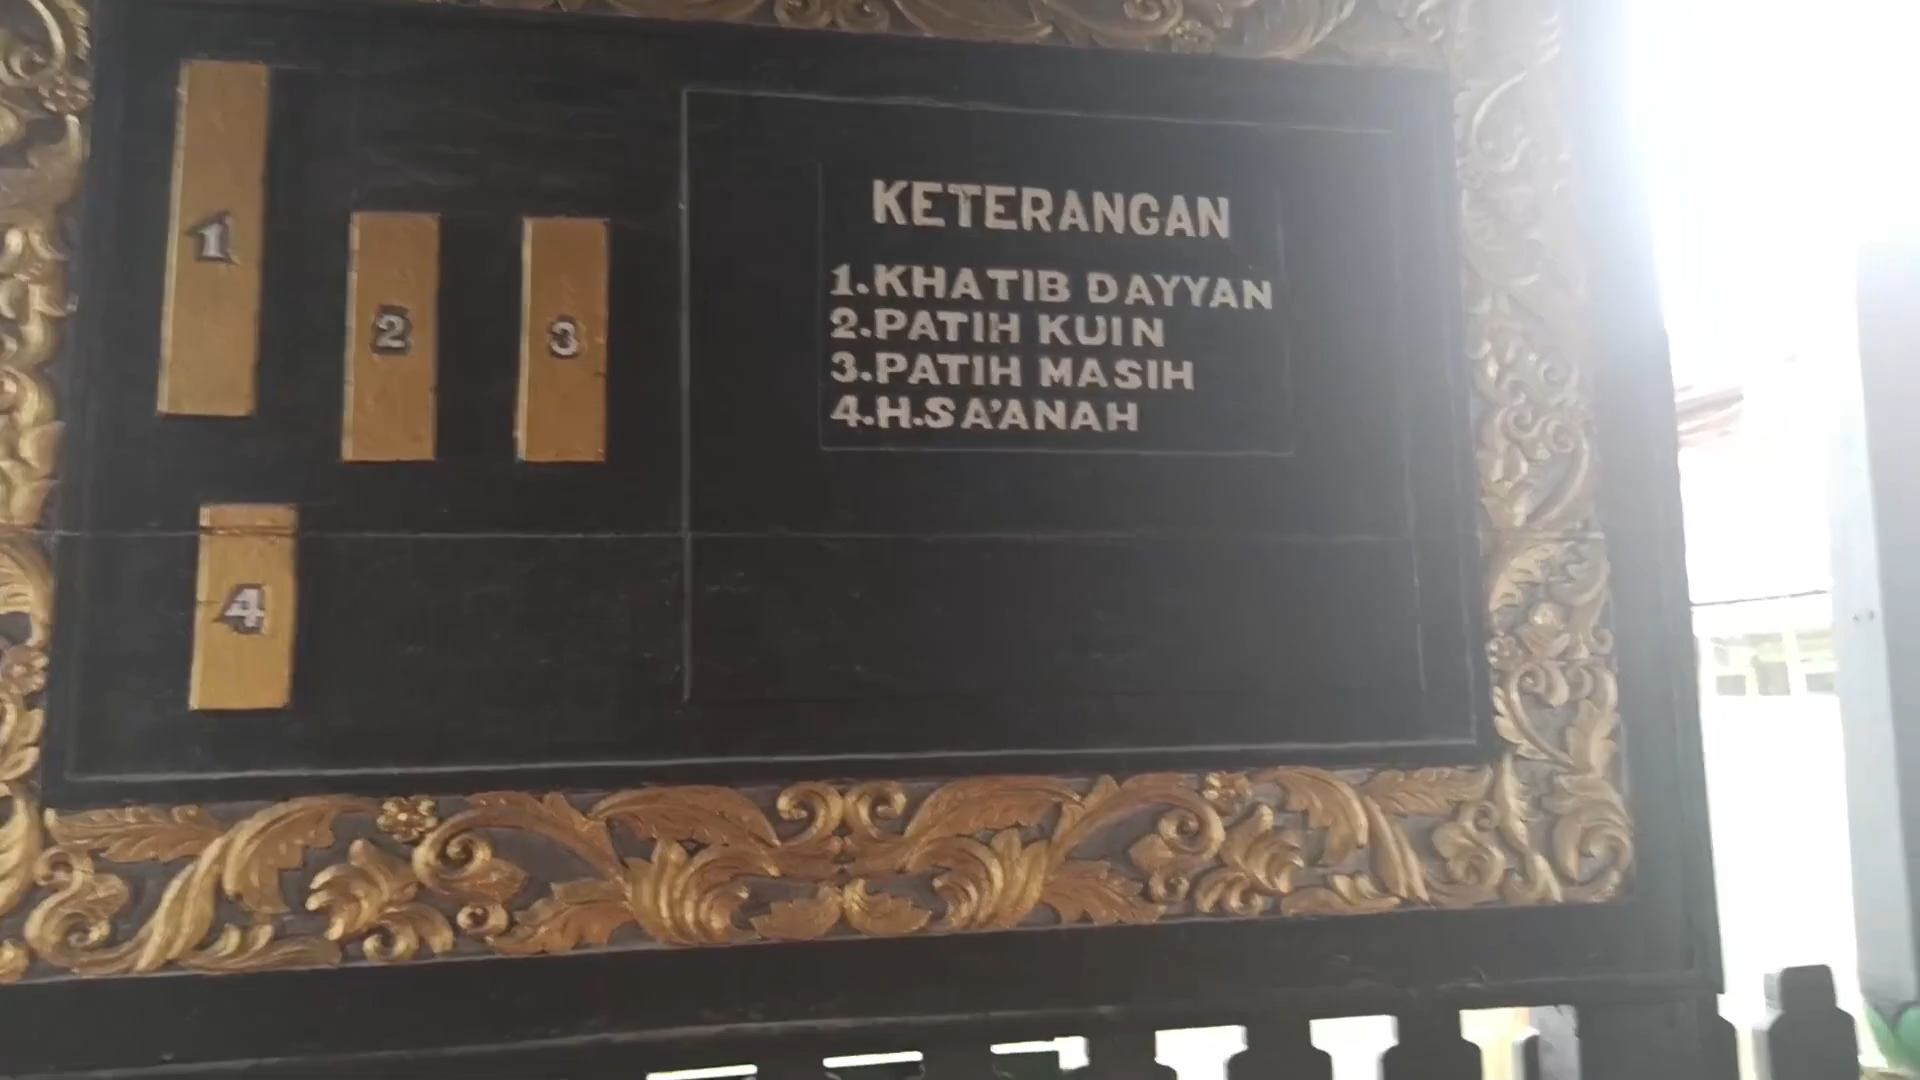 1
2
3
4
KETERANGAN
1.KHATIB DAYYAN
2.PATIH KUIN
3.PATIH MASIH
4.H.SA'ANAH